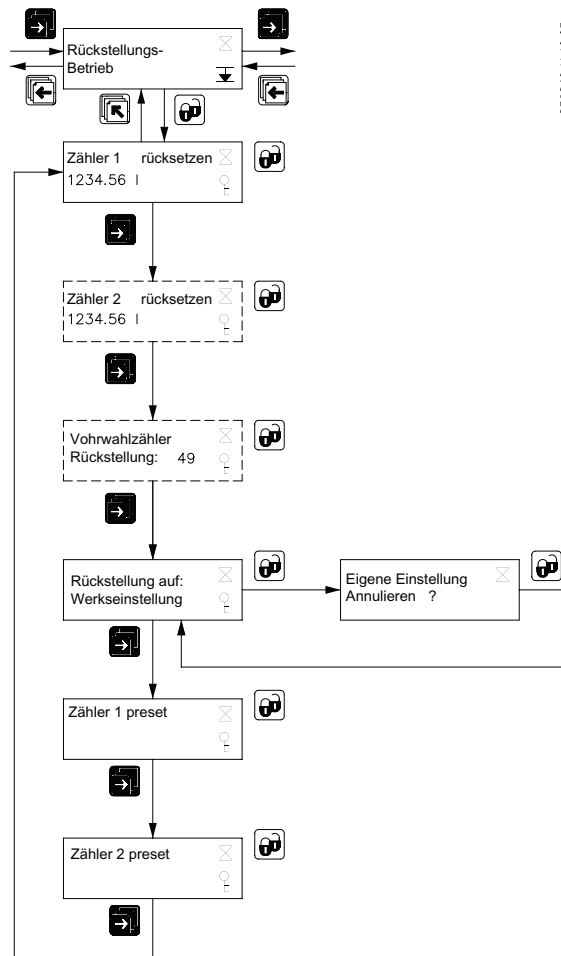 Rückstellungs-
Betrieb
Zähler 1 rücksetzen
1234.56 l
Zähler 2 rücksetzen
1234.56 l
Vohrwahlzähler
Rückstellung: 49
Rückstellung auf:
Werkseinstellung
Eigene Einstellung
Annulieren ?
Zähler 1 preset
Zähler 2 preset